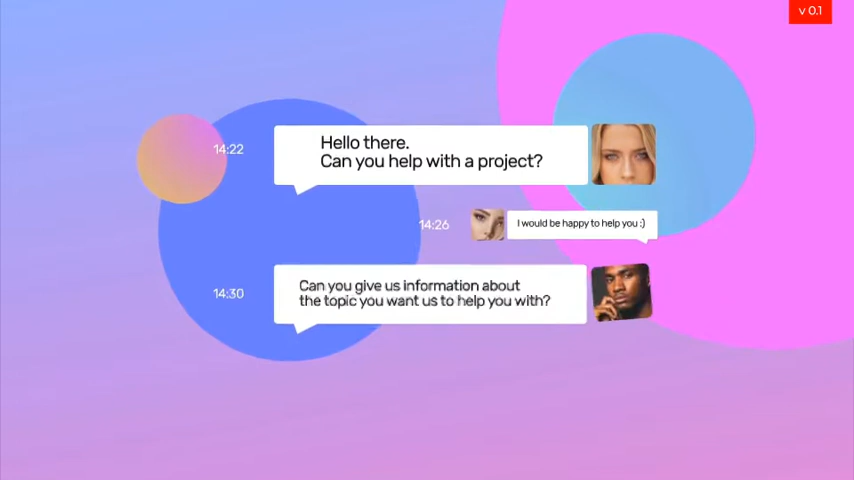 v 0.1
14:22
Hello there.
Can you help with a project?
14:26
I would be happy to help you :)
14:30
Can you give us information about
the topic you want us to help you with?